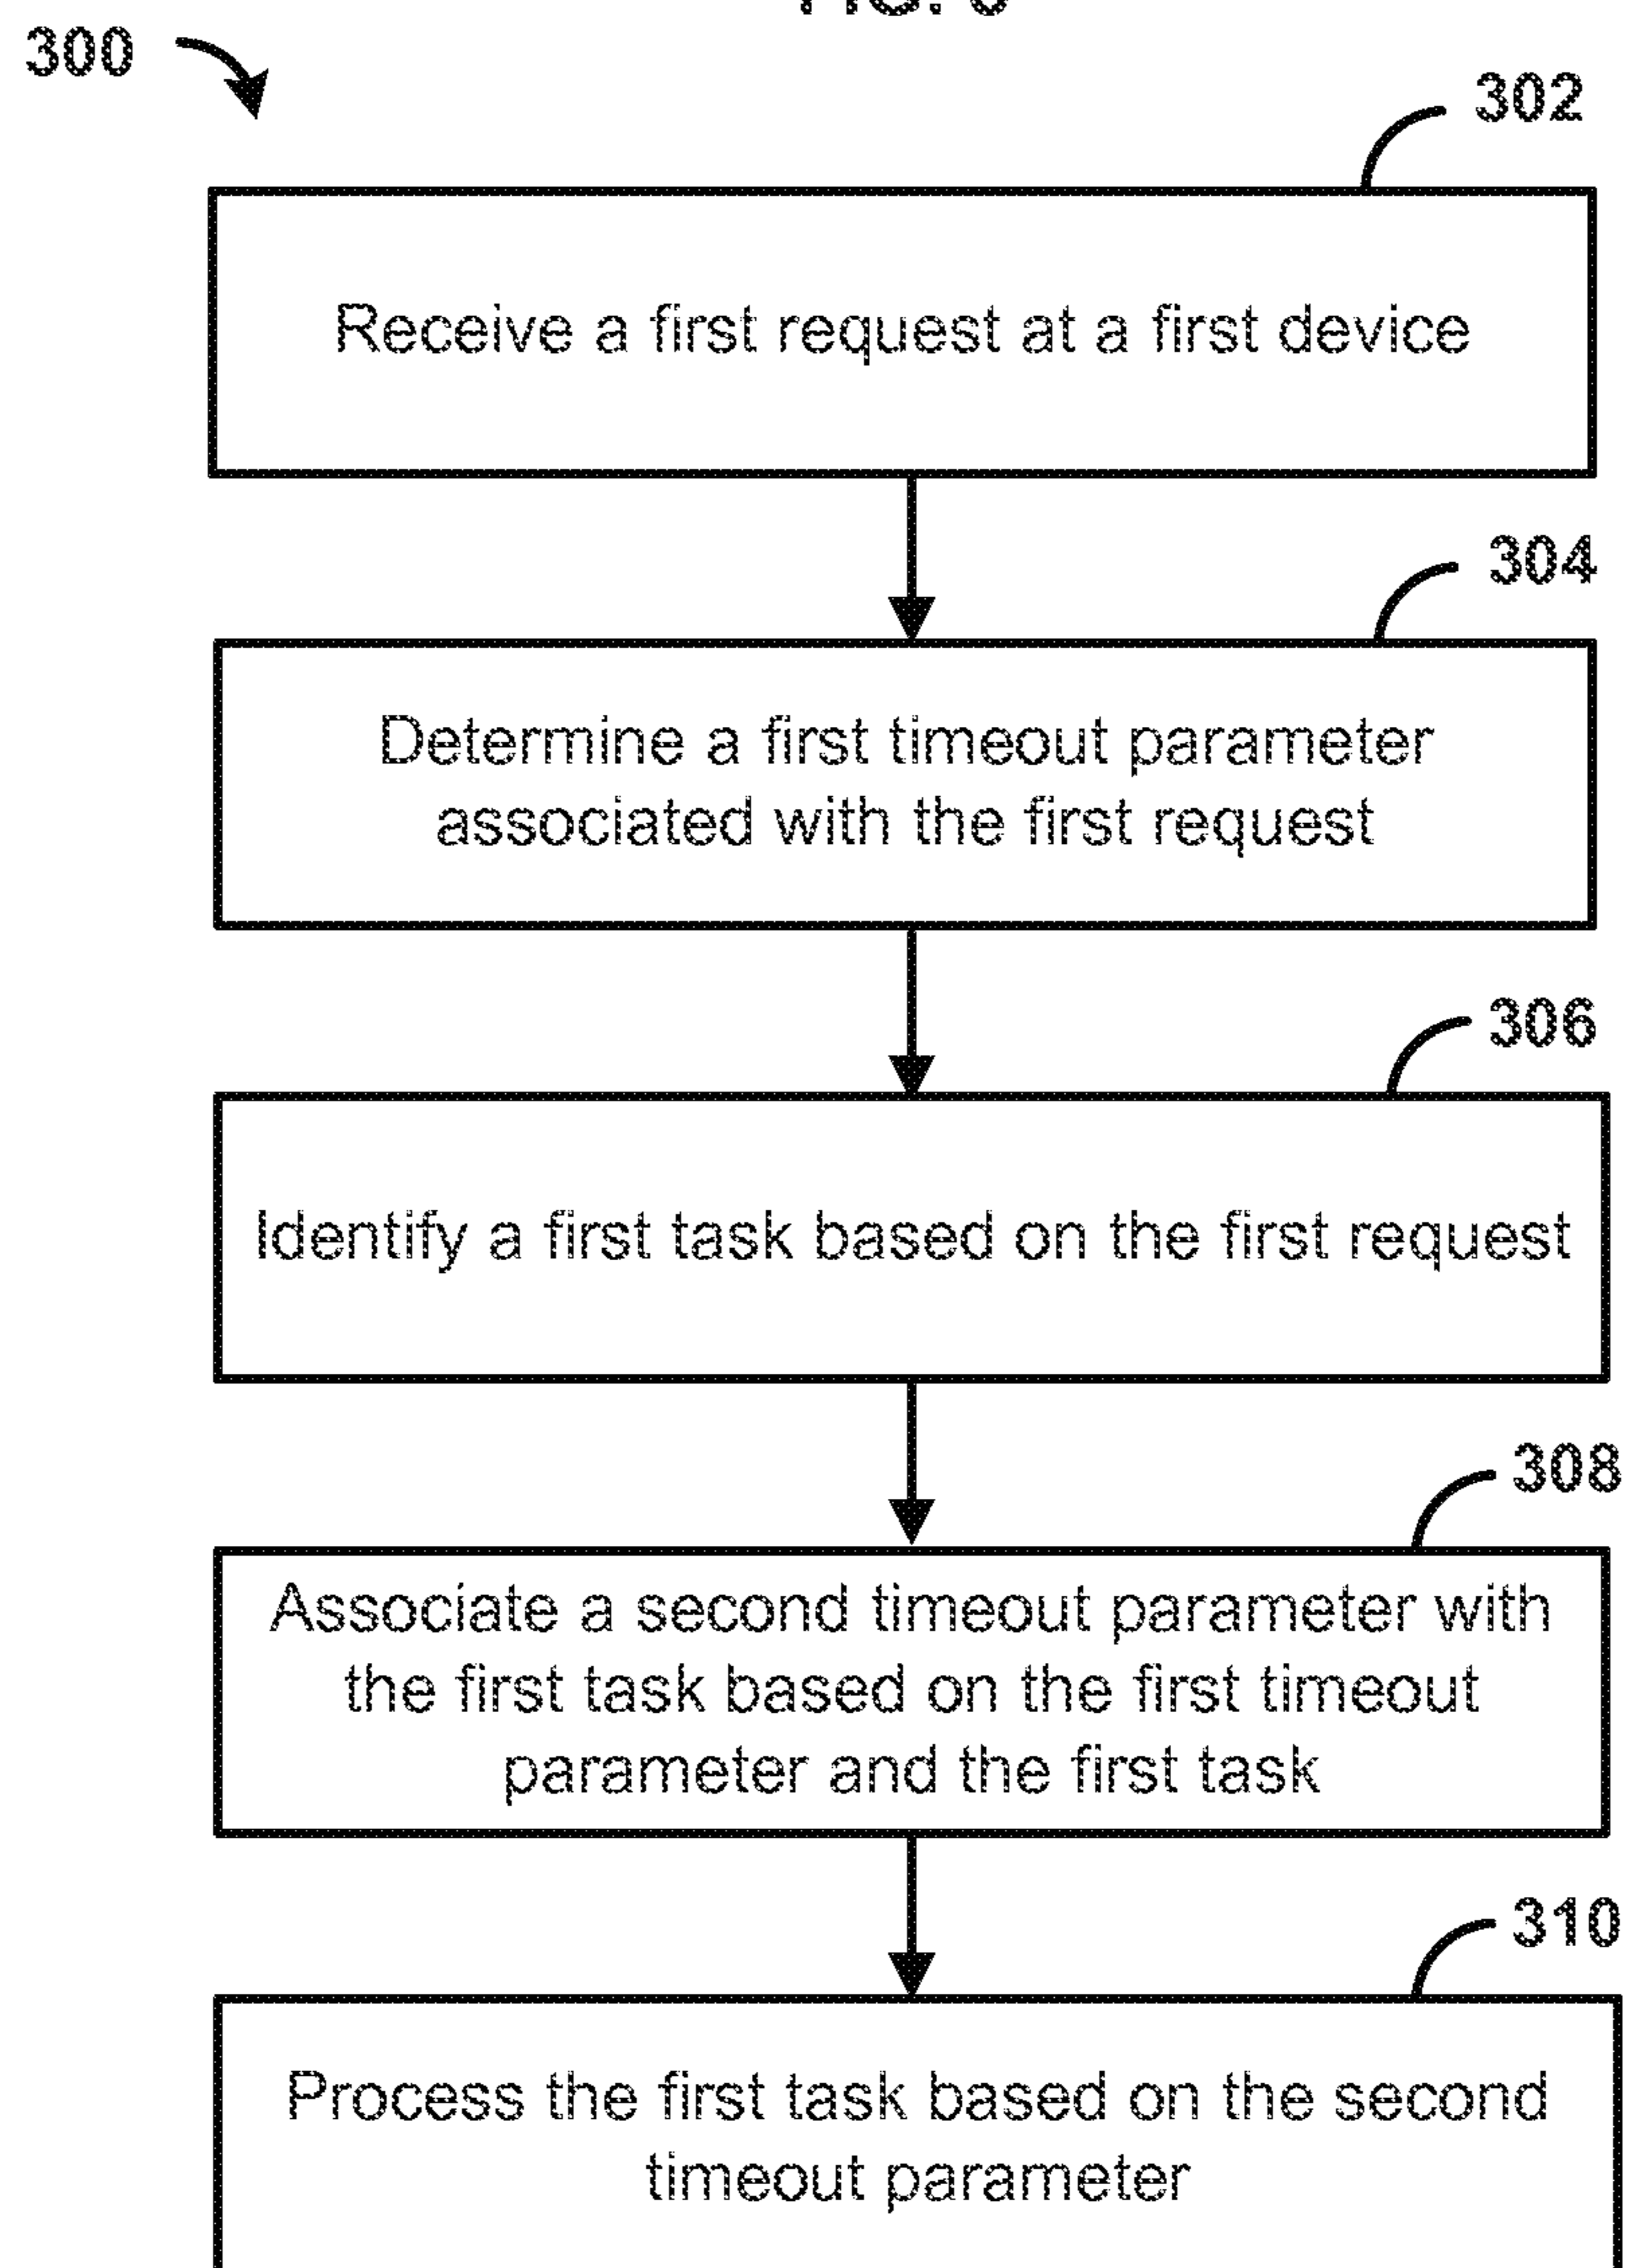 300
302
Receive a first request at a first device
304
Determine a first timeout parameter
associated with the first request
306
Identify a first task based on the first request
308
Associate a second timeout parameter with
the first task based on the first timeout
parameter and the first task
310
Process the first task based on the second
timeout parameter